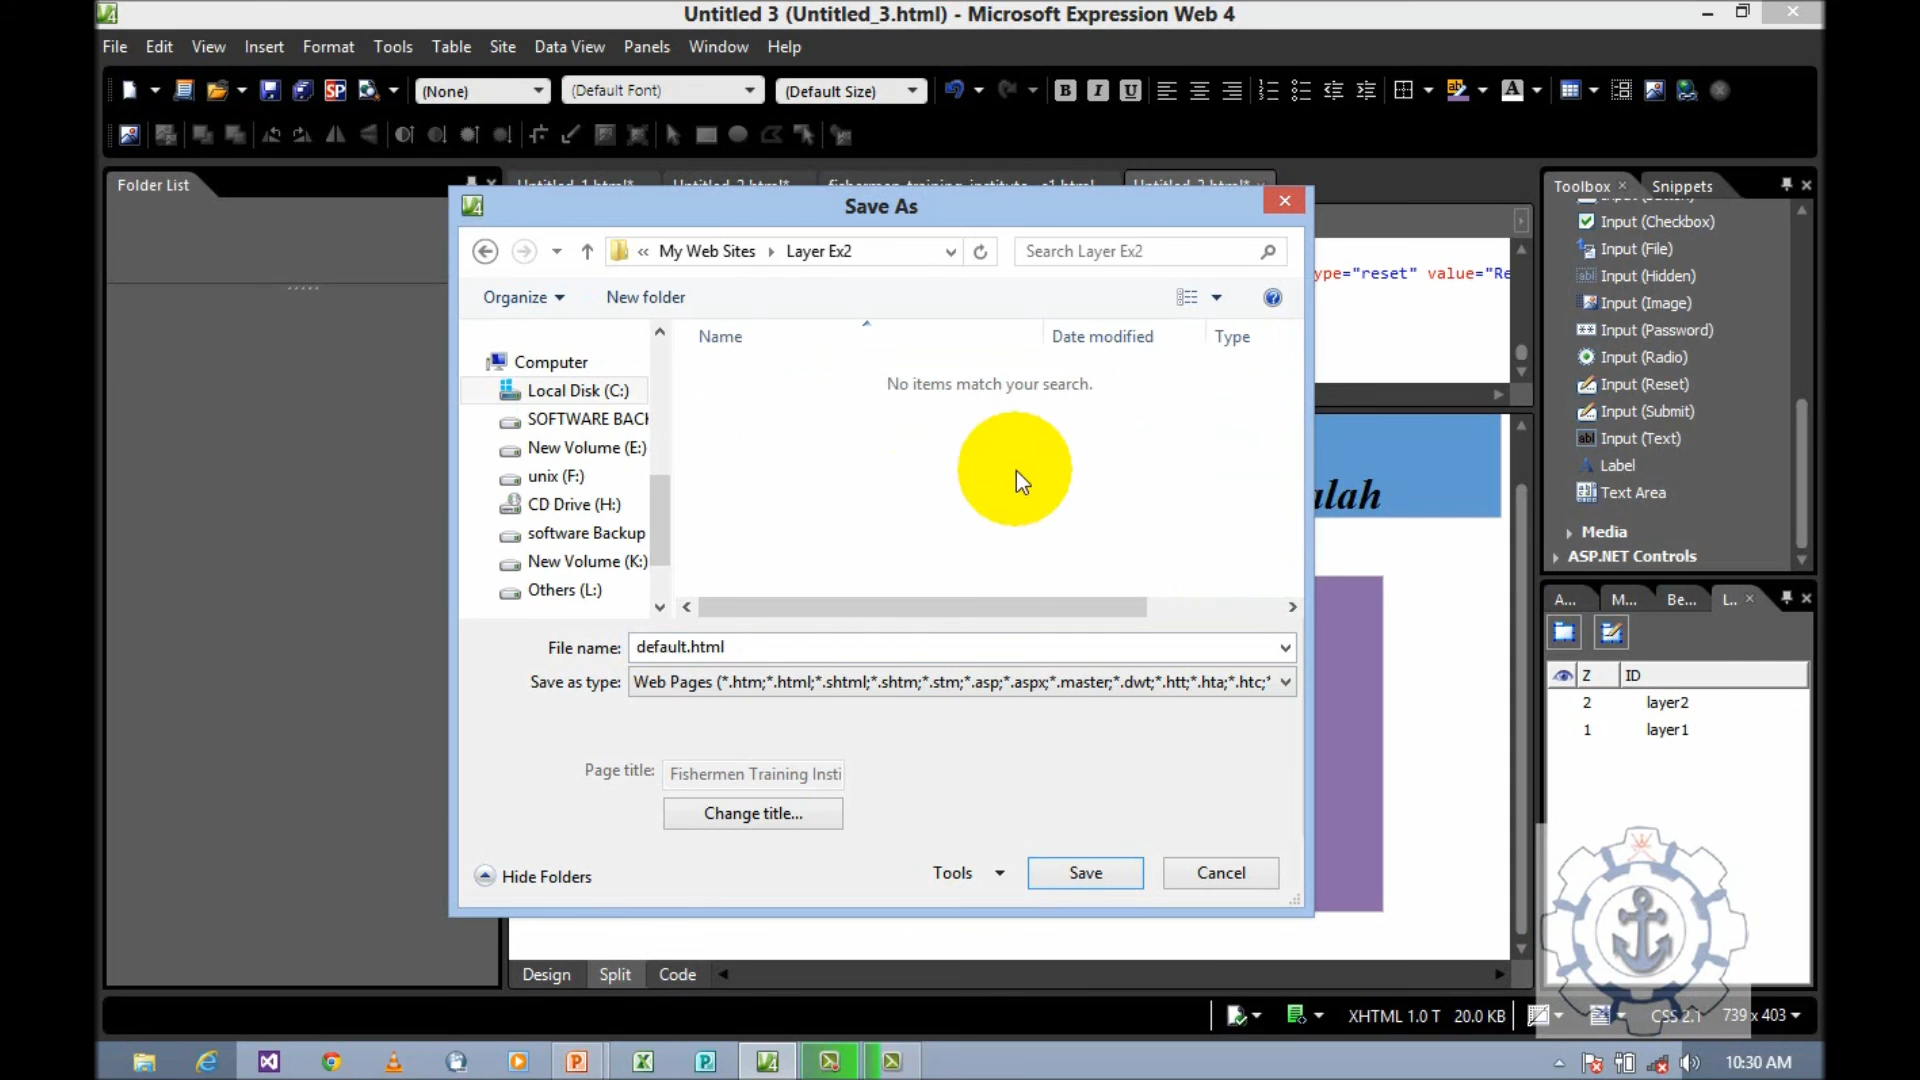 Untitled 3 (Untitled_3.html) - Microsoft Expression Web 4
File Edit View Insert Format Tools Table Site Data View Panels Window Help
SP (None) (Default Font) (Default Size) B I U A
Folder List
Toolbox Snippets
Save As
« My Web Sites Layer Ex2
Search Layer Ex2
Organize New folder
Name Date modified Type
No items match your search.
Computer
Local Disk (C:)
SOFTWARE BACK
New Volume (E:)
unix (F:)
CD Drive (H:)
software Backup
New Volume (K:)
Others (L:)
File name: default.html
Save as type: Web Pages (*.htm;*.html;*.shtml;*.shtm;*.stm;*.asp;*.aspx;*.master;*.dwt;*.htt;*.hta;*.htc;*
Page title: Fishermen Training Insti
Change title...
Hide Folders Tools Save Cancel
ype="reset" value="Re
alah
Input (Checkbox)
Input (File)
Input (Hidden)
Input (Image)
Input (Password)
Input (Radio)
Input (Reset)
Input (Submit)
Input (Text)
Label
Text Area
Media
ASP.NET Controls
A... M... Be... L..
Z ID
2 layer2
1 layer1
Design Split Code
XHTML 1.0 T 20.0 KB CSS 2.1 739 x 403
10:30 AM